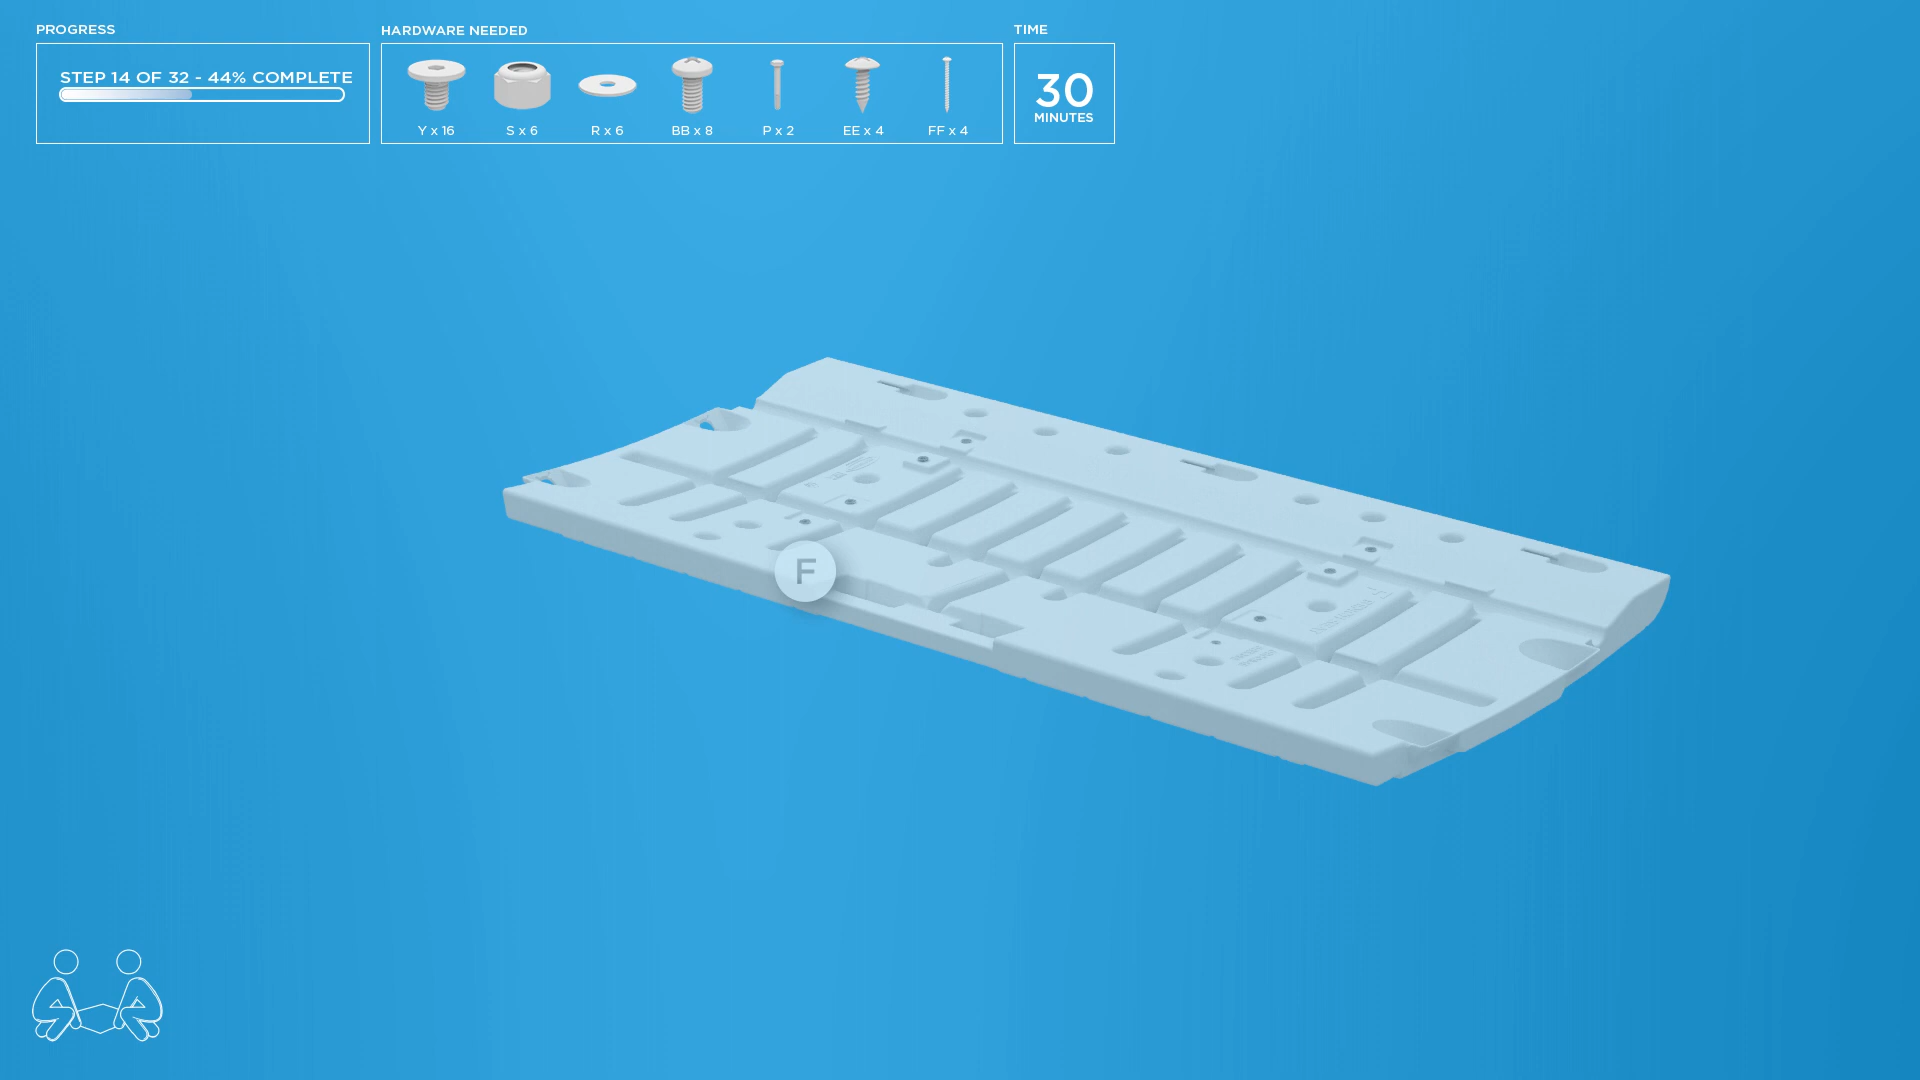 PROGRESS
STEP 14 OF 32 - 44% COMPLETE
HARDWARE NEEDED
Y x 16
S x 6
R x 6
BB x 8
P x 2
EE x 4
FF x 4
TIME
30
MINUTES
F